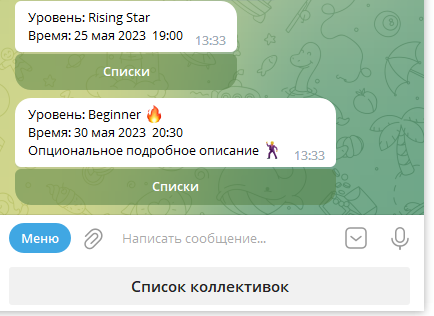 Уровень: Rising Star
Время: 25 мая 2023 19:00
13:33
Списки
Уровень: Beginner 🔥
Время: 30 мая 2023 20:30
Опциональное подробное описание 🕺
13:33
Списки
Меню
Написать сообщение...
Список коллективок